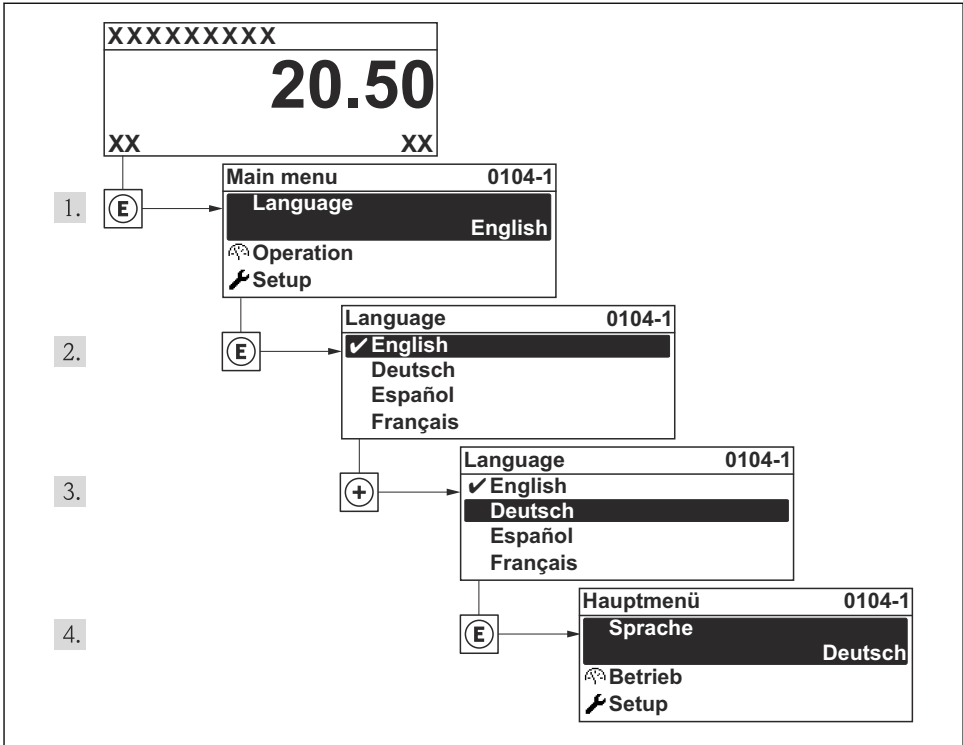 XXXXXXXXX
20.50
XX XX
1. E
Main menu 0104-1
Language
English
Operation
Setup
2. E
Language 0104-1
✔English
Deutsch
Español
Français
3. +
Language 0104-1
✔English
Deutsch
Español
Français
4. E
Hauptmenü 0104-1
Sprache
Deutsch
Betrieb
Setup